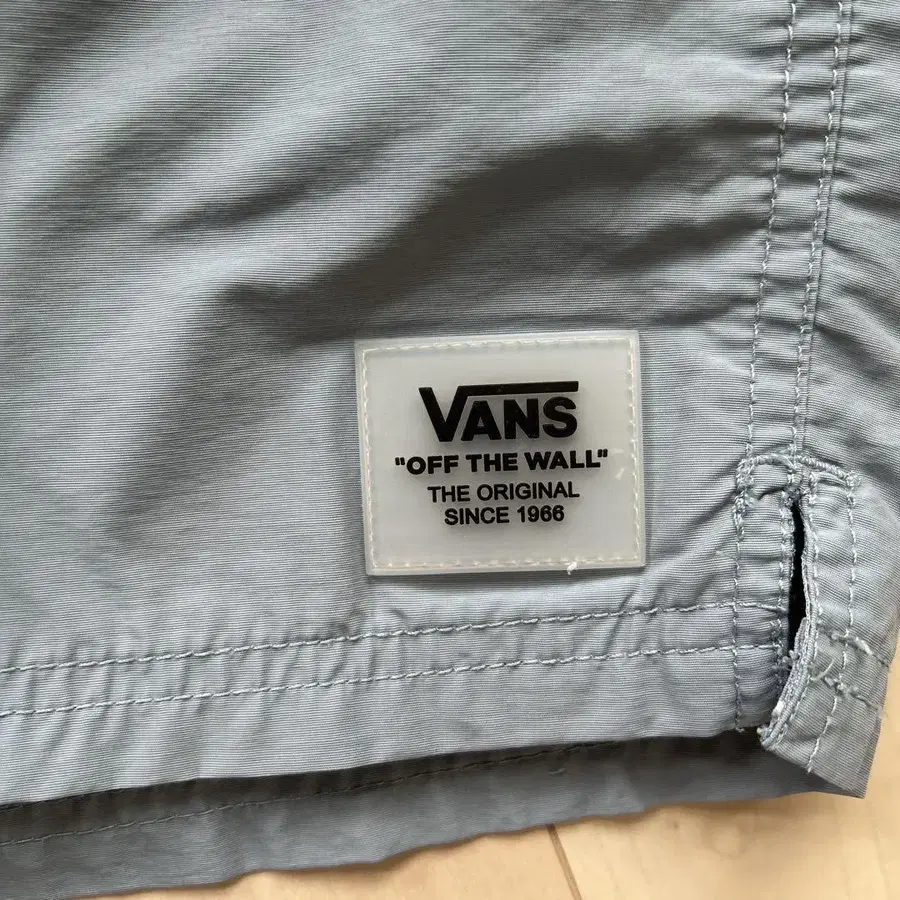 VANS
"OFF THE WALL"
THE ORIGINAL
SINCE 1966